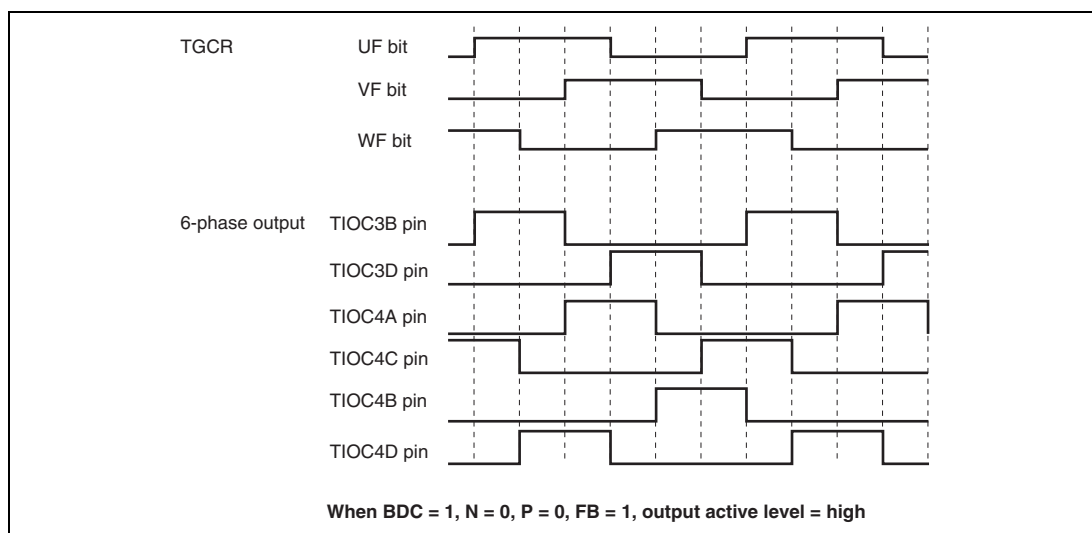 TGCR UF bit
VF bit
WF bit
6-phase output TIOC3B pin
TIOC3D pin
TIOC4A pin
TIOC4C pin
TIOC4B pin
TIOC4D pin
When BDC = 1, N = 0, P = 0, FB = 1, output active level = high